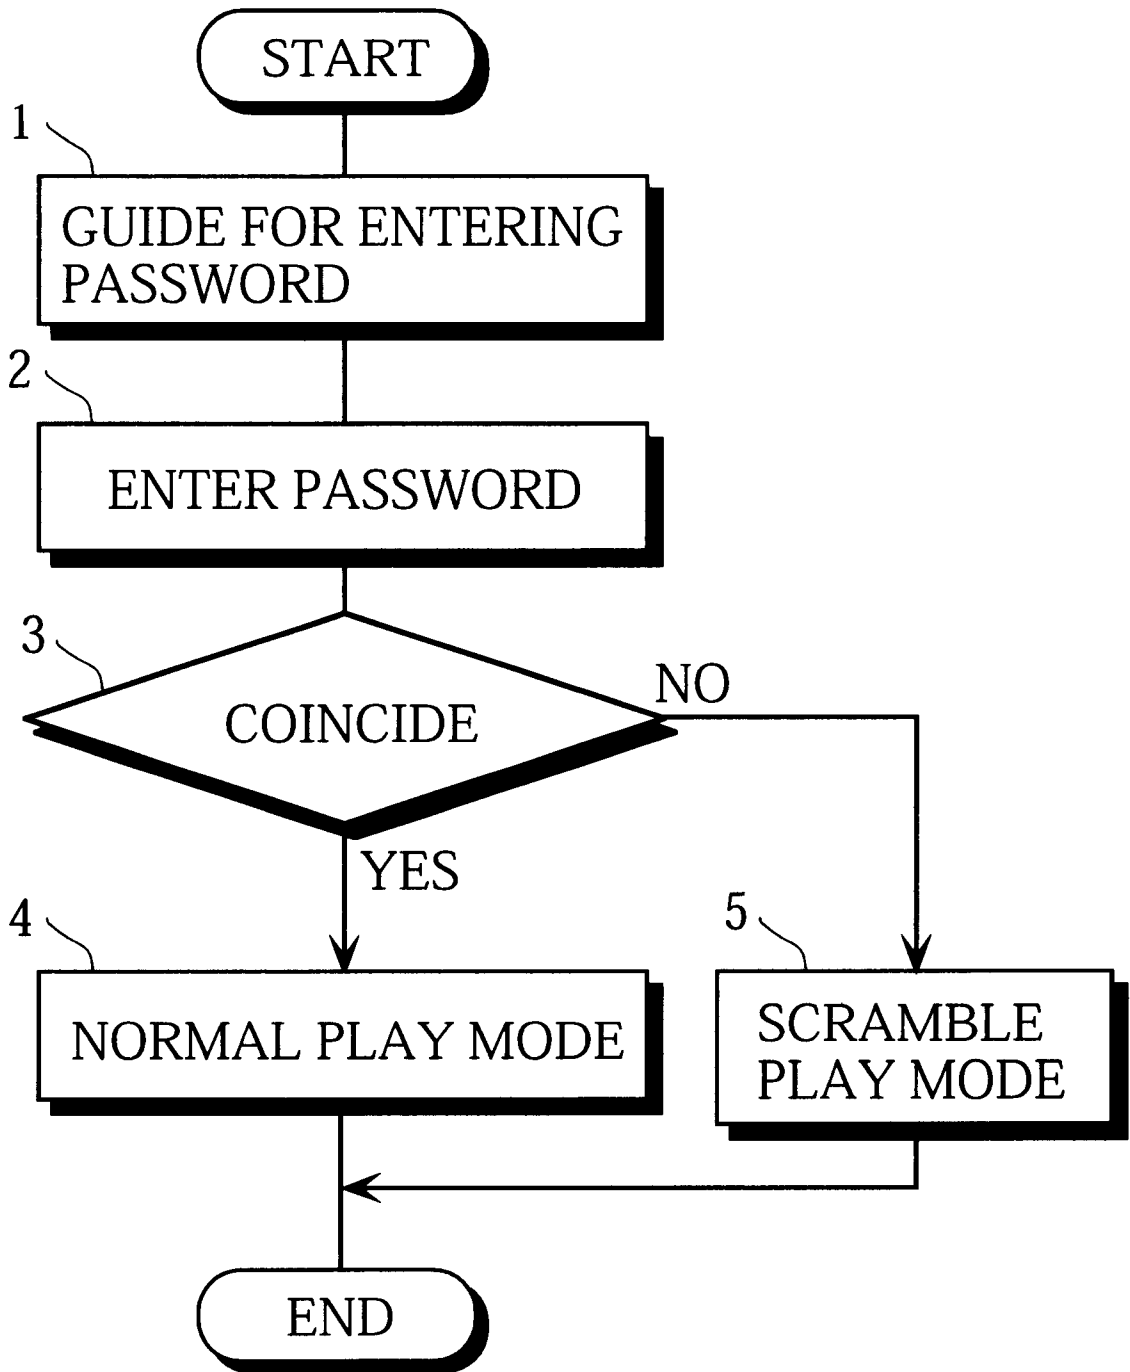 START
1
GUIDE FOR ENTERING
PASSWORD
2
ENTER PASSWORD
3
COINCIDE
NO
YES
4
NORMAL PLAY MODE
5
SCRAMBLE
PLAY MODE
END